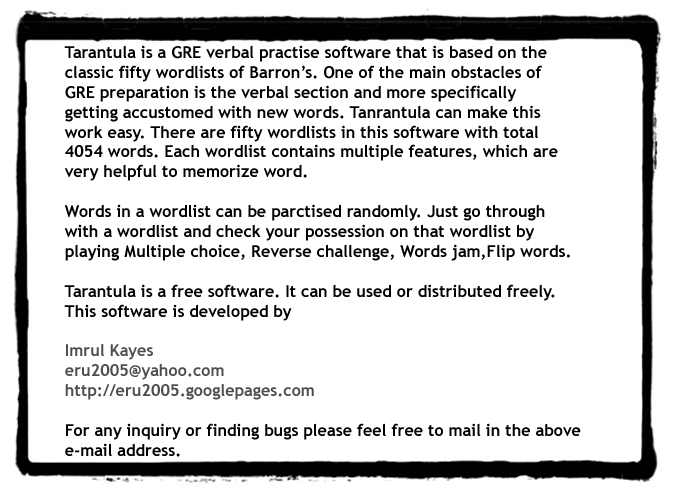 Tarantula is a GRE verbal practise software that is based on the
classic fifty wordlists of Barron's. One of the main obstacles of
GRE preparation is the verbal section and more specifically
getting accustomed with new words. Tanrantula can make this
work easy. There are fifty wordlists in this software with total
4054 words. Each wordlist contains multiple features, which are
very helpful to memorize word.
Words in a wordlist can be parctised randomly. Just go through
with a wordlist and check your possession on that wordlist by
playing Multiple choice, Reverse challenge, Words jam,Flip words.
Tarantula is a free software. It can be used or distributed freely.
This software is developed by
Imrul Kayes
eru2005@yahoo.com
http://eru2005.googlepages.com
For any inquiry or finding bugs please feel free to mail in the above
e-mail address.